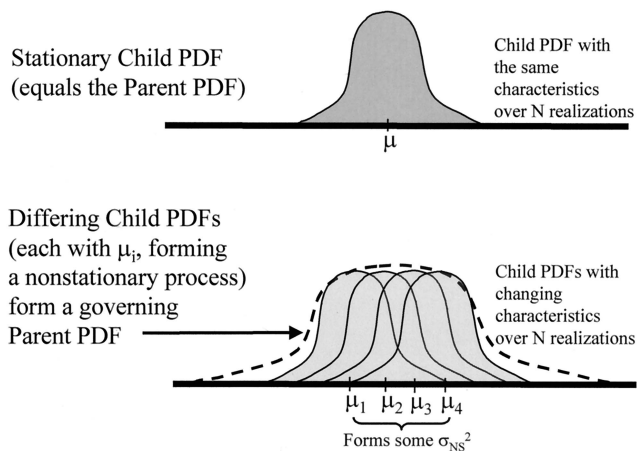 Stationary Child PDF
(equals the Parent PDF)
Child PDF with
the same
characteristics
over N realizations
μ
Differing Child PDFs
(each with μi, forming
a nonstationary process)
form a governing
Parent PDF
Child PDFs with
changing
characteristics
over N realizations
μ1 μ2 μ3 μ4
Forms some σNS²